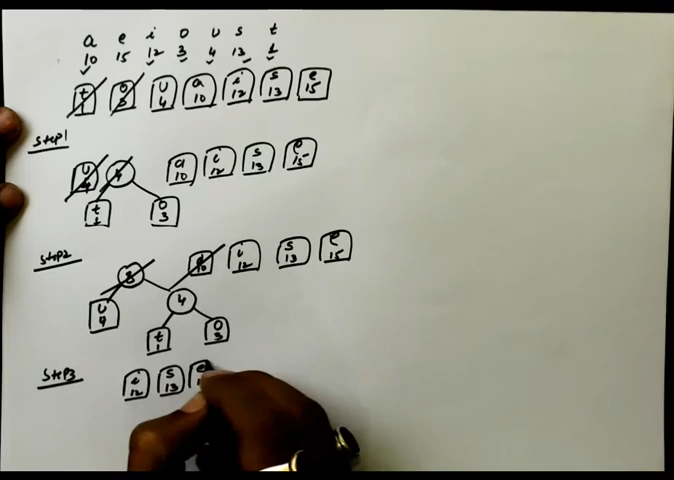 a e i o u s t
10 15 12 3 4 13 1
t o u a i s e
1 3 4 10 12 13 15
Step1
u 4 a i s e
4 10 12 13 15
t o
1 3
Step2
8 a i s e
10 12 13 15
u 4
4
t o
1 3
Step3
i s e
12 13 1